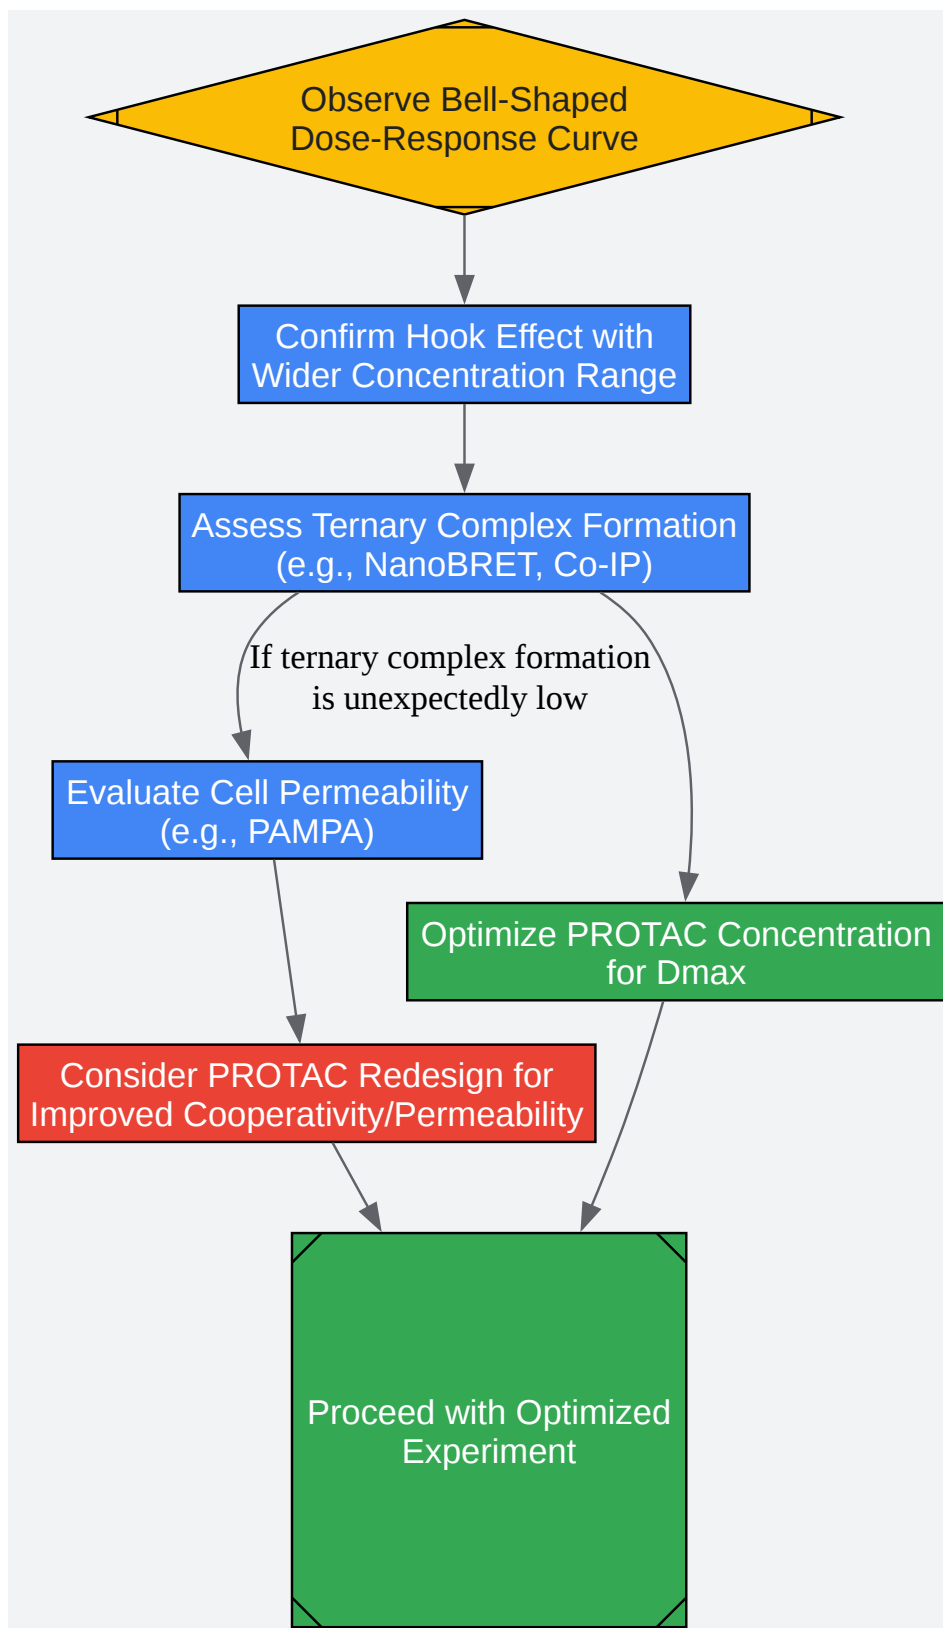 Observe Bell-Shaped
Dose-Response Curve
Confirm Hook Effect with
Wider Concentration Range
Assess Ternary Complex Formation
(e.g., NanoBRET, Co-IP)
If ternary complex formation
is unexpectedly low
Evaluate Cell Permeability
(e.g., PAMPA)
Optimize PROTAC Concentration
for Dmax
Consider PROTAC Redesign for
Improved Cooperativity/Permeability
Proceed with Optimized
Experiment